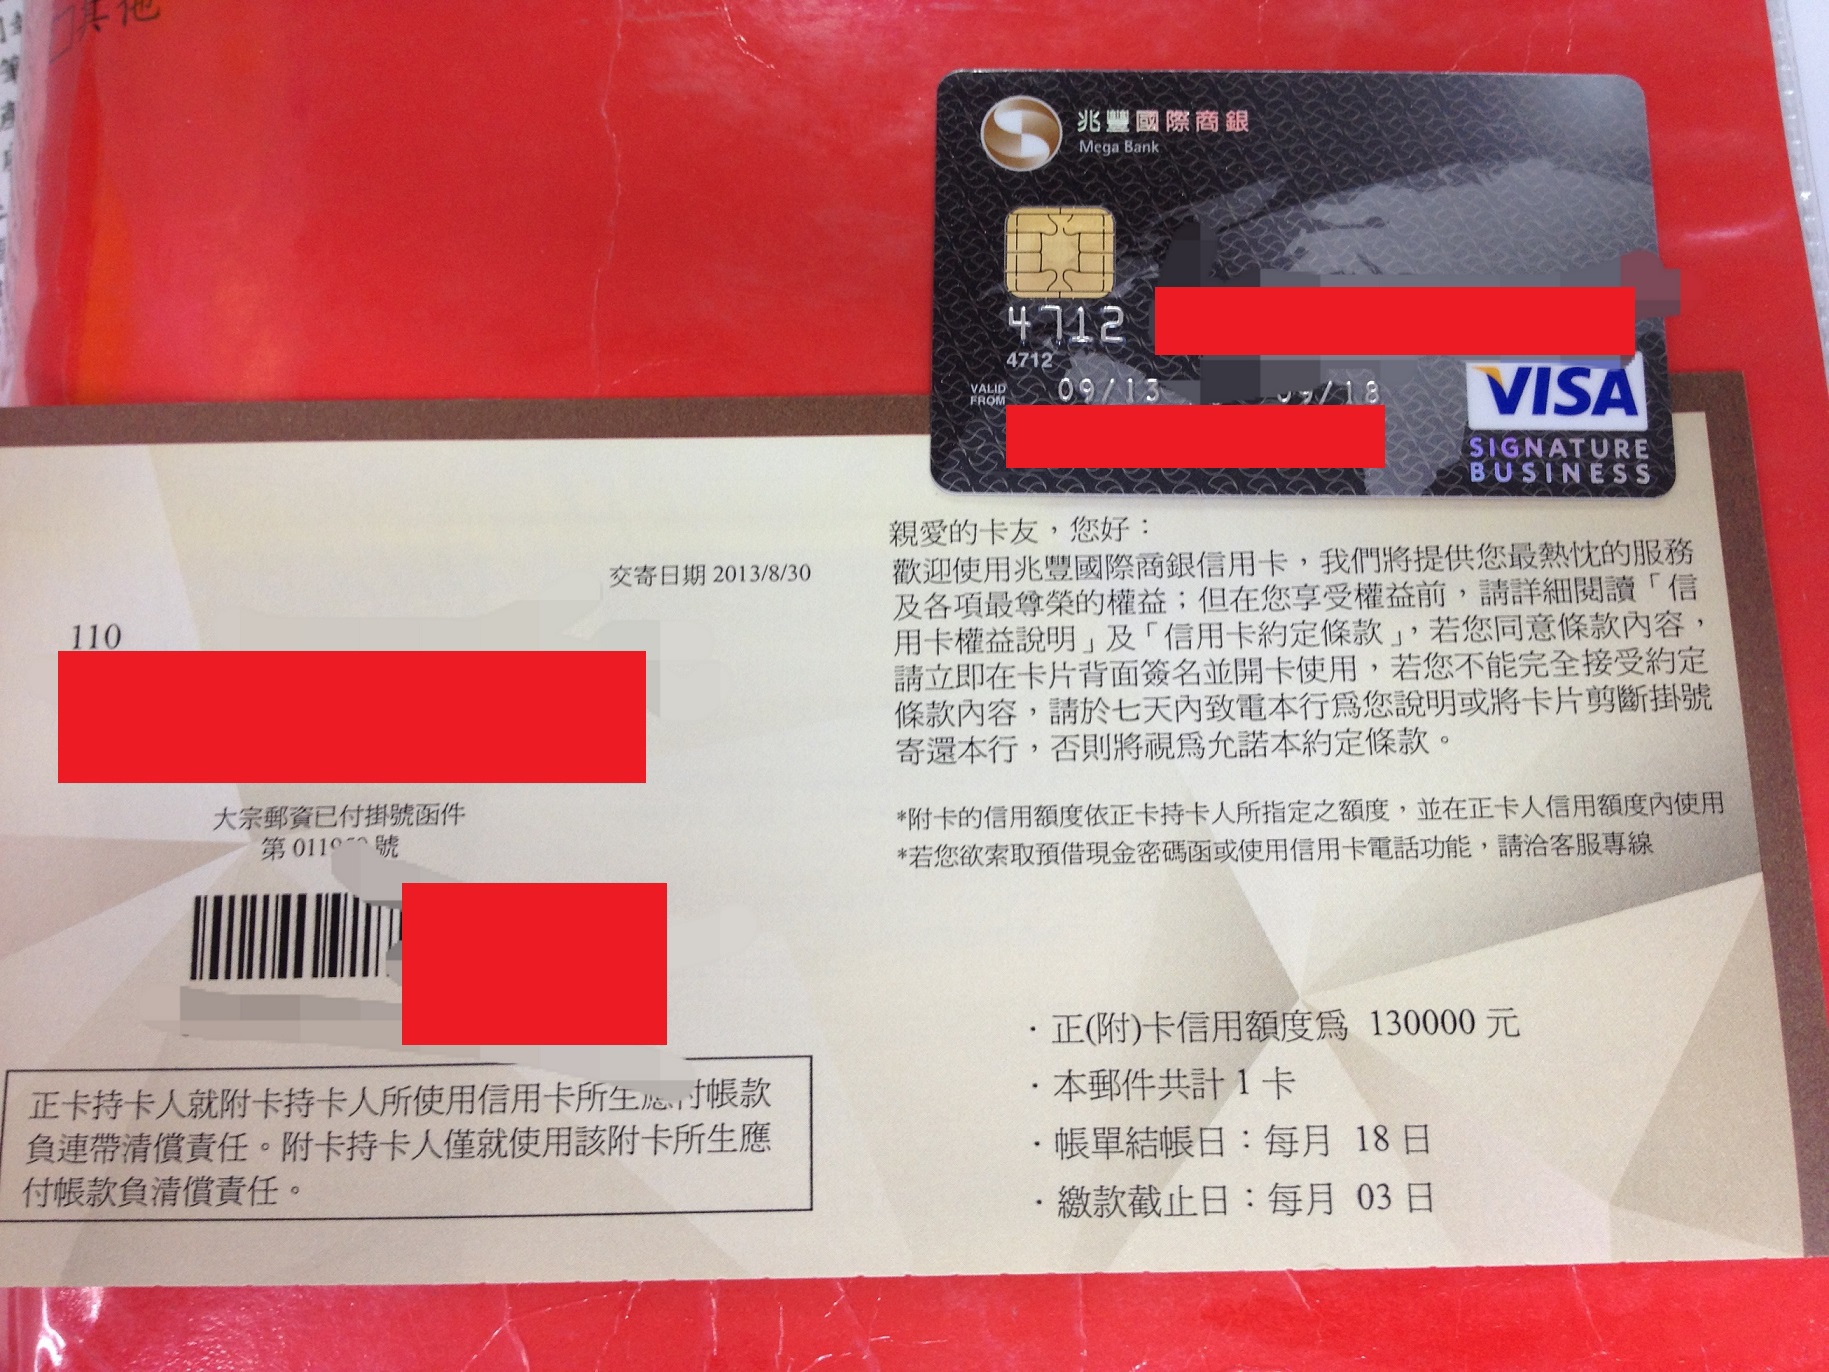 其他
兆豐國際商銀
Mega Bank
4712
4712
VALID
FROM
09/13
/18
VISA
SIGNATURE
BUSINESS
交寄日期 2013/8/30
110
大宗郵資已付掛號函件
第 011 號
正卡持卡人就附卡持卡人所使用信用卡所生應付帳款
負連帶清償責任。附卡持卡人僅就使用該附卡所生應
付帳款負清償責任。
親愛的卡友，您好：
歡迎使用兆豐國際商銀信用卡，我們將提供您最熱忱的服務
及各項最尊榮的權益；但在您享受權益前，請詳細閱讀「信
用卡權益說明」及「信用卡約定條款」，若您同意條款內容，
請立即在卡片背面簽名並開卡使用，若您不能完全接受約定
條款內容，請於七天內致電本行為您說明或將卡片剪斷掛號
寄還本行，否則將視為允諾本約定條款。
*附卡的信用額度依正卡持卡人所指定之額度，並在正卡人信用額度內使用
*若您欲索取預借現金密碼函或使用信用卡電話功能，請洽客服專線
·正(附)卡信用額度為 130000 元
·本郵件共計 1 卡
·帳單結帳日：每月 18 日
·繳款截止日：每月 03 日